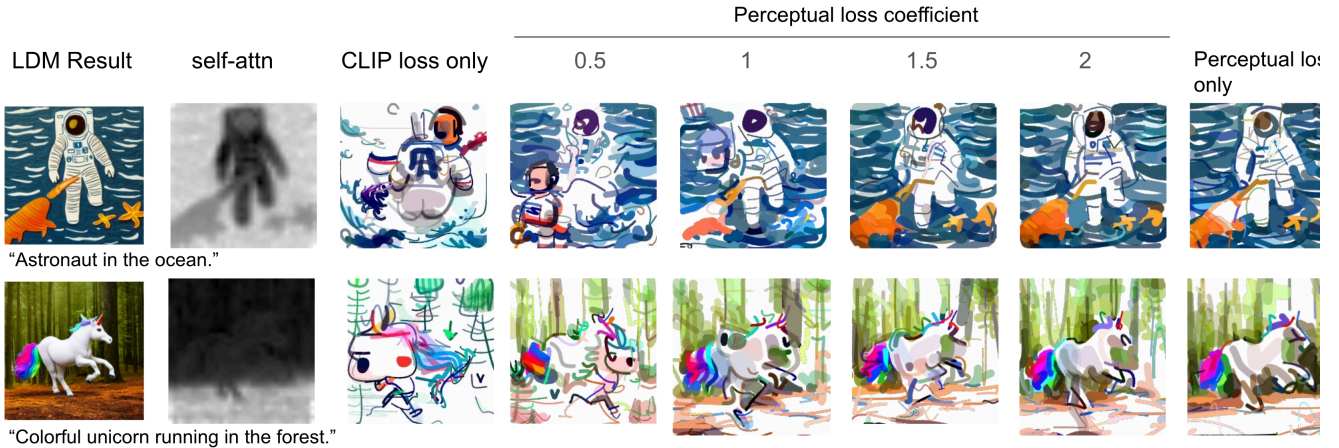 Perceptual loss coefficient
LDM Result self-attn CLIP loss only 0.5 1 1.5 2 Perceptual
only
“Astronaut in the ocean.”
“Colorful unicorn running in the forest.”